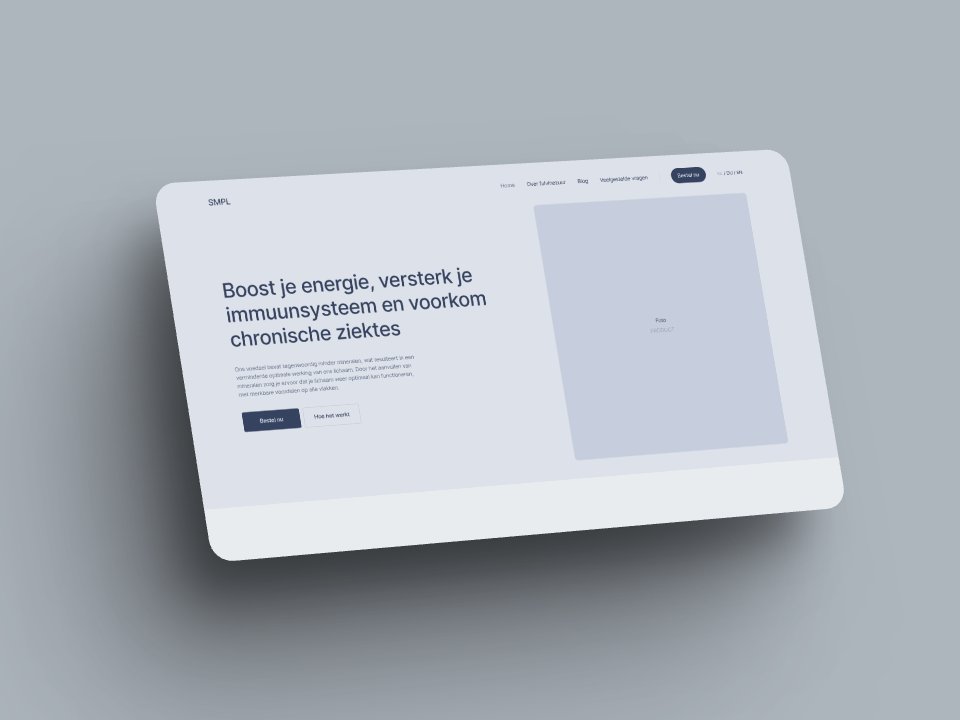 SMPL
Home Over Fulvinezuur Blog Veelgestelde vragen Bestel nu / DU / EN
Boost je energie, versterk je
immuunsysteem en voorkom
chronische ziektes
Ons voedsel bevat tegenwoordig minder mineralen, wat resulteert in een
verminderde optimale werking van ons lichaam. Door het aanvullen van
mineralen zorg je ervoor dat je lichaam weer optimaal kan functioneren,
met merkbare voordelen op alle vlakken.
Bestel nu Hoe het werkt
Foto
PRODUCT